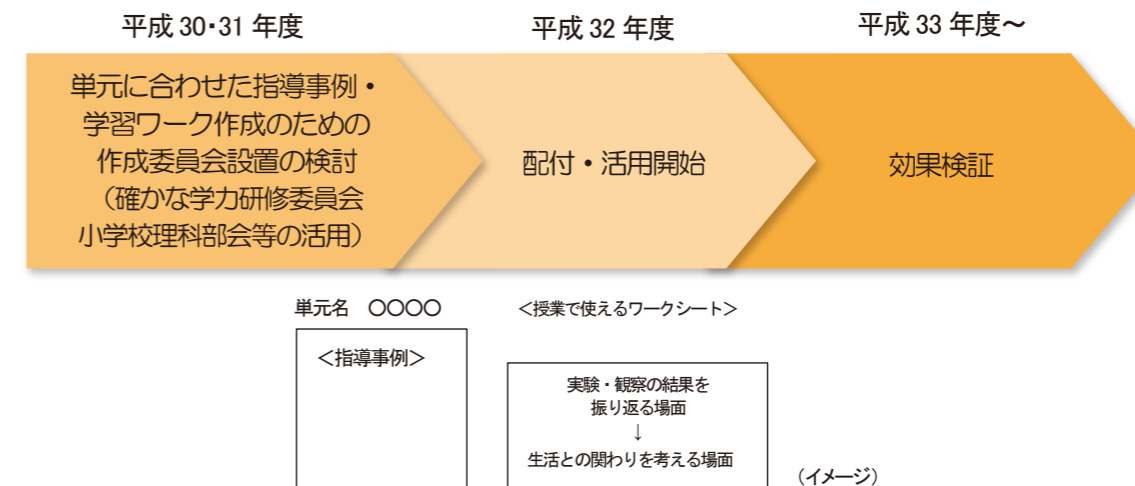 平成 30・31 年度
平成 32 年度
平成 33 年度～
単元に合わせた指導事例・
学習ワーク作成のための
作成委員会設置の検討
（確かな学力研修委員会
小学校理科部会等の活用）
配付・活用開始
効果検証
単元名　〇〇〇〇
＜授業で使えるワークシート＞
＜指導事例＞
実験・観察の結果を
振り返る場面
↓
生活との関わりを考える場面
（イメージ）